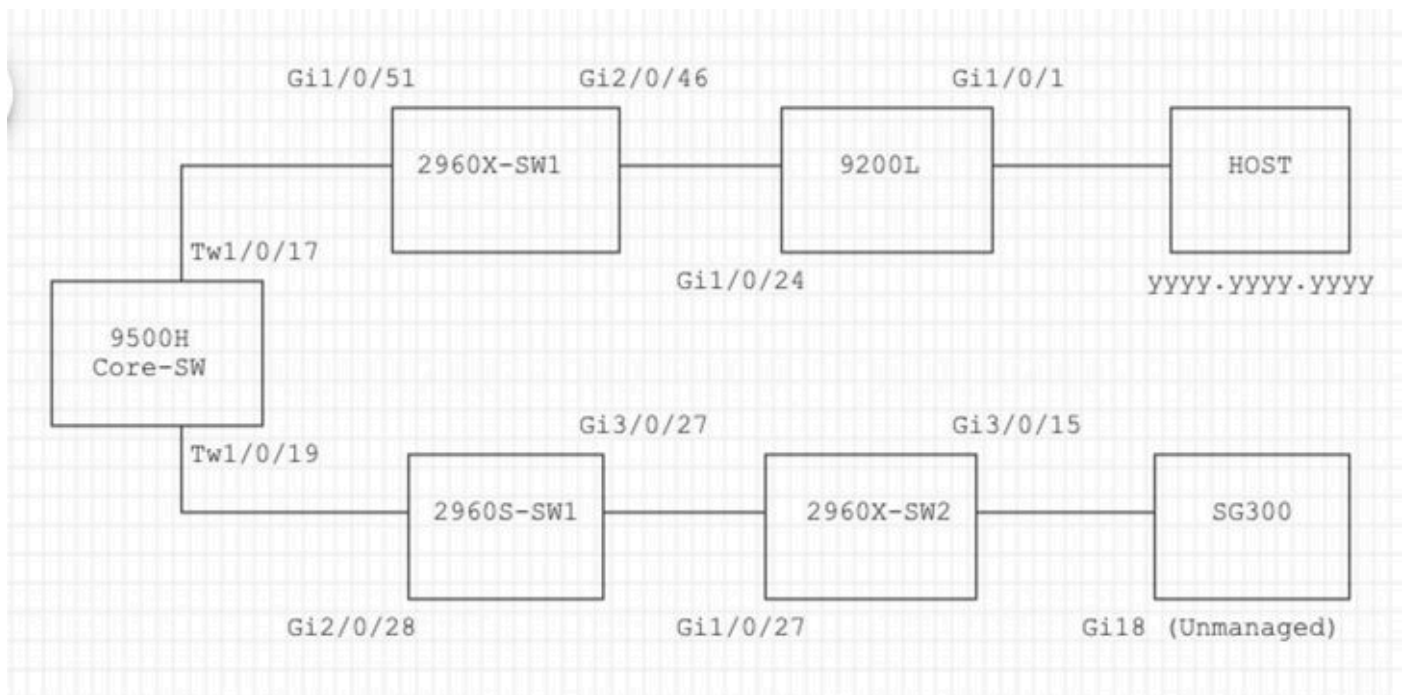 Gi1/0/51
Gi2/0/46
Gi1/0/1
2960X-SW1
9200L
HOST
Tw1/0/17
Gi1/0/24
yyyy.yyyy.yyyy
9500H
Core-SW
Gi3/0/27
Gi3/0/15
Tw1/0/19
2960S-SW1
2960X-SW2
SG300
Gi2/0/28
Gi1/0/27
Gi18 (Unmanaged)